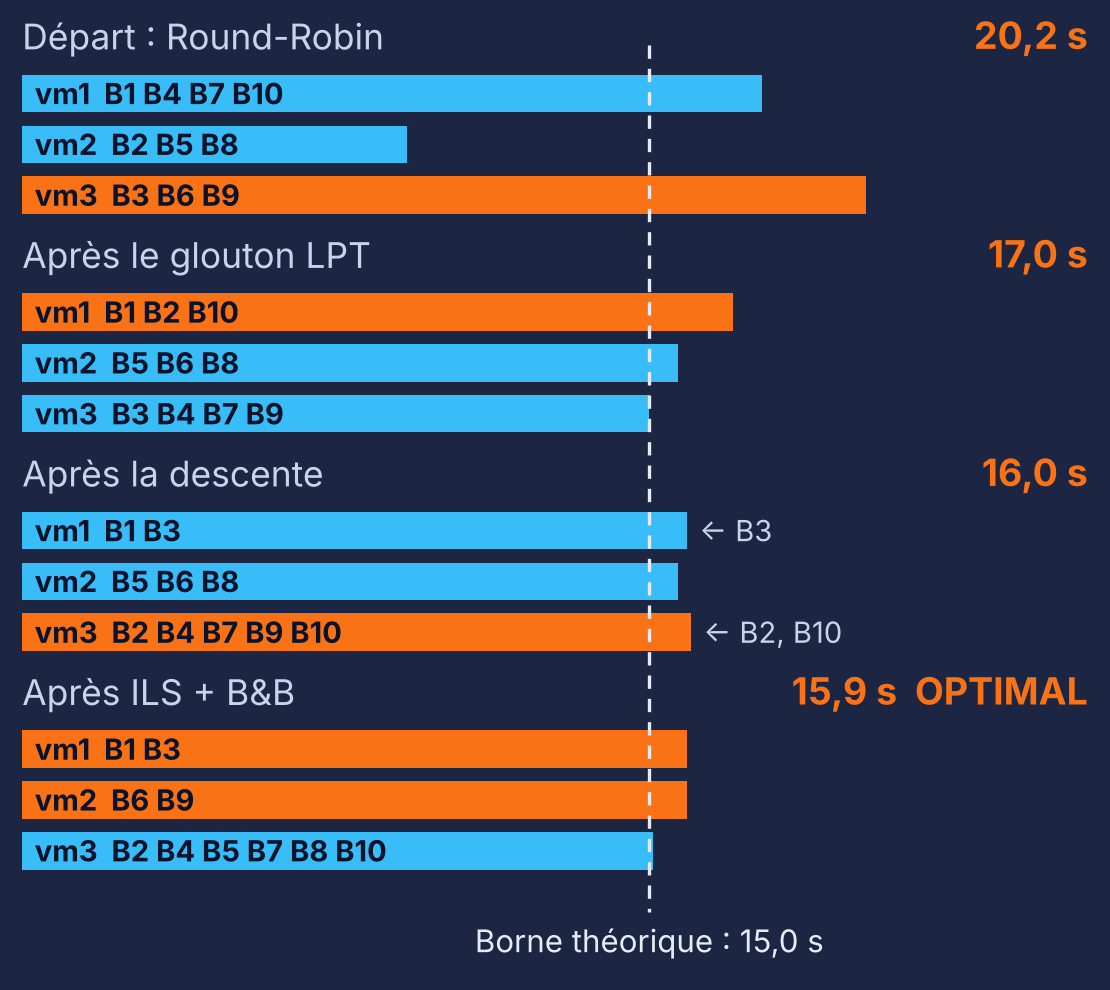 Départ : Round-Robin 20,2 s
vm1 B1 B4 B7 B10
vm2 B2 B5 B8
vm3 B3 B6 B9
Après le glouton LPT 17,0 s
vm1 B1 B2 B10
vm2 B5 B6 B8
vm3 B3 B4 B7 B9
Après la descente 16,0 s
vm1 B1 B3 ← B3
vm2 B5 B6 B8
vm3 B2 B4 B7 B9 B10 ← B2, B10
Après ILS + B&B 15,9 s OPTIMAL
vm1 B1 B3
vm2 B6 B9
vm3 B2 B4 B5 B7 B8 B10
Borne théorique : 15,0 s